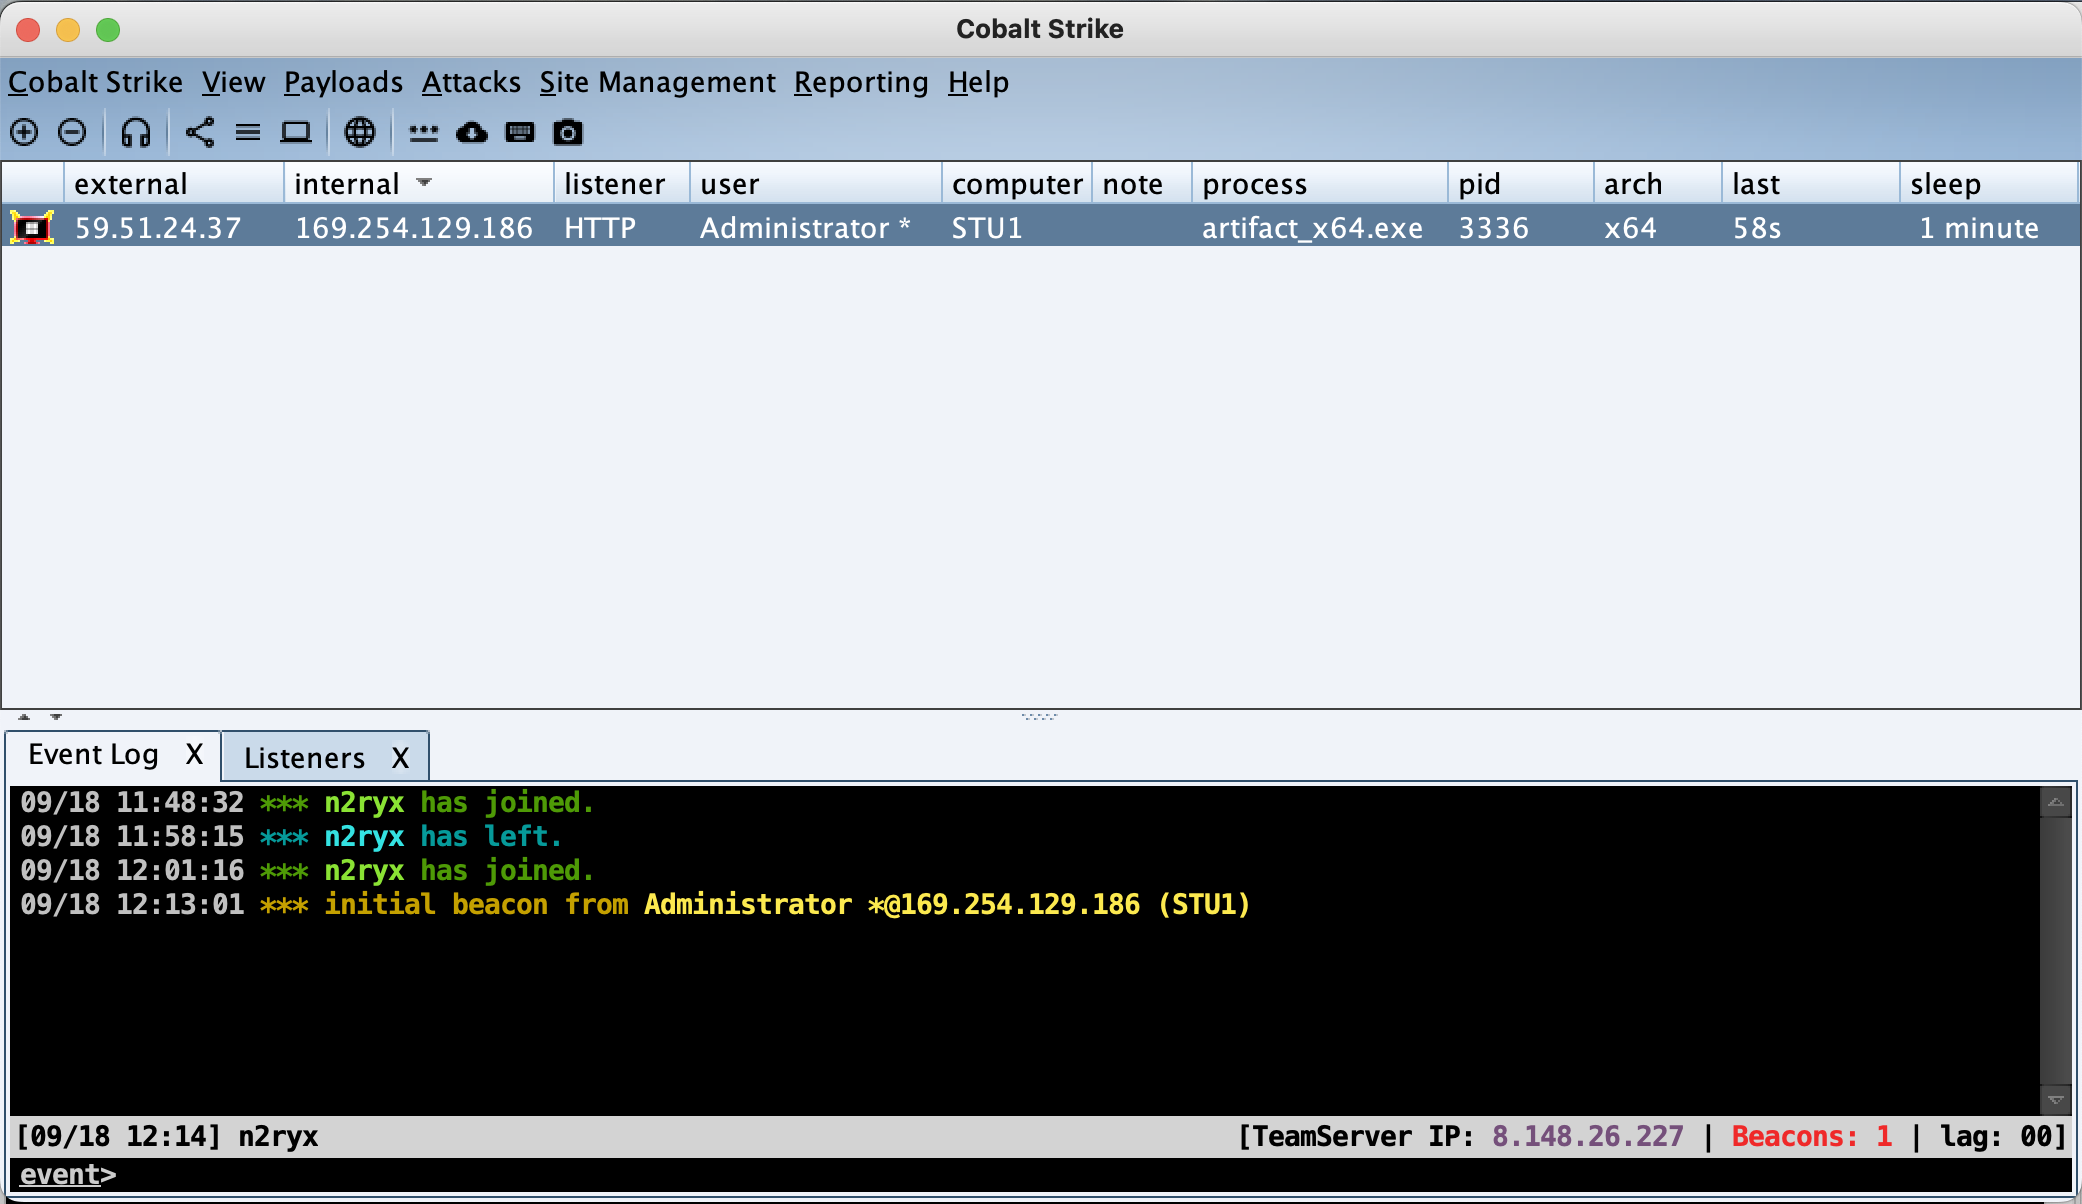 Cobalt Strike
Cobalt Strike View Payloads Attacks Site Management Reporting Help
external internal listener user computer note process pid arch last sleep
59.51.24.37 169.254.129.186 HTTP Administrator * STU1 artifact_x64.exe 3336 x64 58s 1 minute
Event Log X Listeners X
09/18 11:48:32 *** n2ryx has joined.
09/18 11:58:15 *** n2ryx has left.
09/18 12:01:16 *** n2ryx has joined.
09/18 12:13:01 *** initial beacon from Administrator *@169.254.129.186 (STU1)
[09/18 12:14] n2ryx [TeamServer IP: 8.148.26.227 | Beacons: 1 | lag: 00]
event>